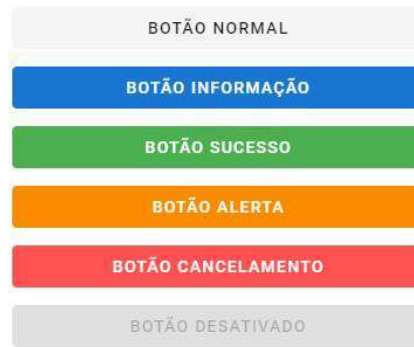 BOTÃO NORMAL
BOTÃO INFORMAÇÃO
BOTÃO SUCESSO
BOTÃO ALERTA
BOTÃO CANCELAMENTO
BOTÃO DESATIVADO